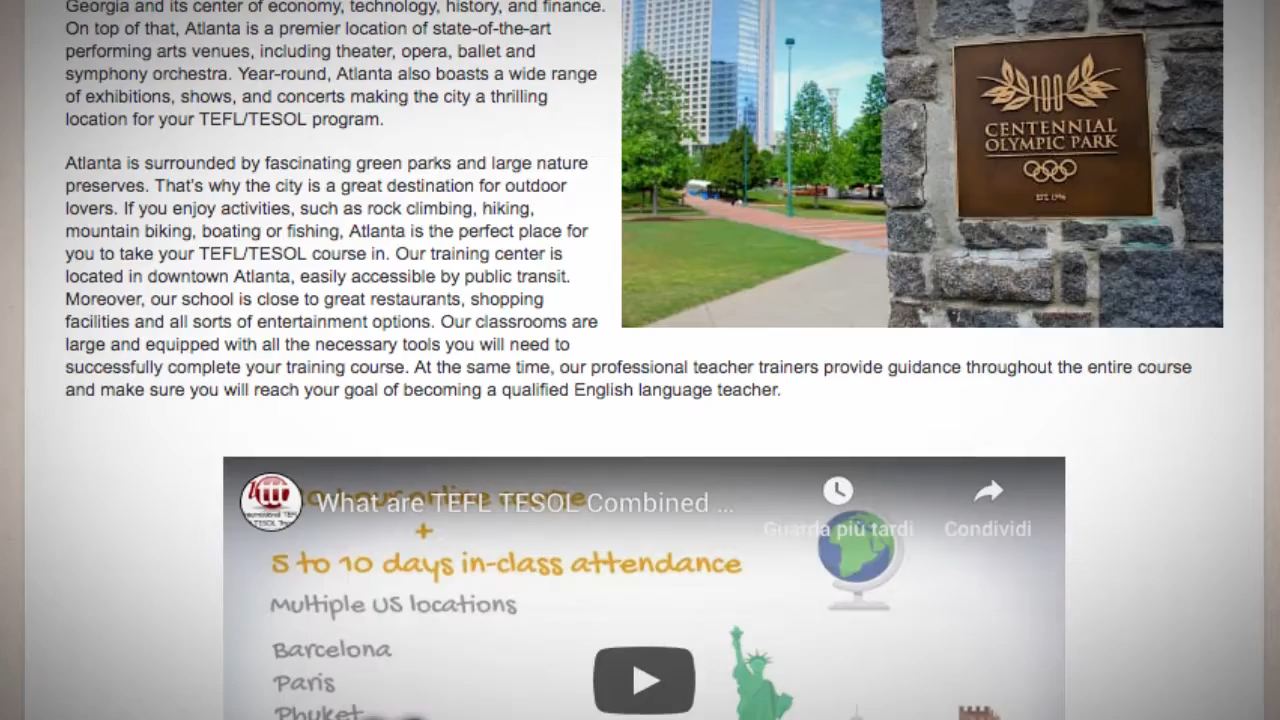 Georgia and its center of economy, technology, history, and finance.
On top of that, Atlanta is a premier location of state-of-the-art
performing arts venues, including theater, opera, ballet and
symphony orchestra. Year-round, Atlanta also boasts a wide range
of exhibitions, shows, and concerts making the city a thrilling
location for your TEFL/TESOL program.
Atlanta is surrounded by fascinating green parks and large nature
preserves. That's why the city is a great destination for outdoor
lovers. If you enjoy activities, such as rock climbing, hiking,
mountain biking, boating or fishing, Atlanta is the perfect place for
you to take your TEFL/TESOL course in. Our training center is
located in downtown Atlanta, easily accessible by public transit.
Moreover, our school is close to great restaurants, shopping
facilities and all sorts of entertainment options. Our classrooms are
large and equipped with all the necessary tools you will need to
successfully complete your training course. At the same time, our professional teacher trainers provide guidance throughout the entire course
and make sure you will reach your goal of becoming a qualified English language teacher.
100
CENTENNIAL
OLYMPIC PARK
EST. 1996
What are TEFL TESOL Combined ...
Guarda più tardi
Condividi
+
5 to 10 days in-class attendance
Multiple US locations
Barcelona
Paris
Phuket